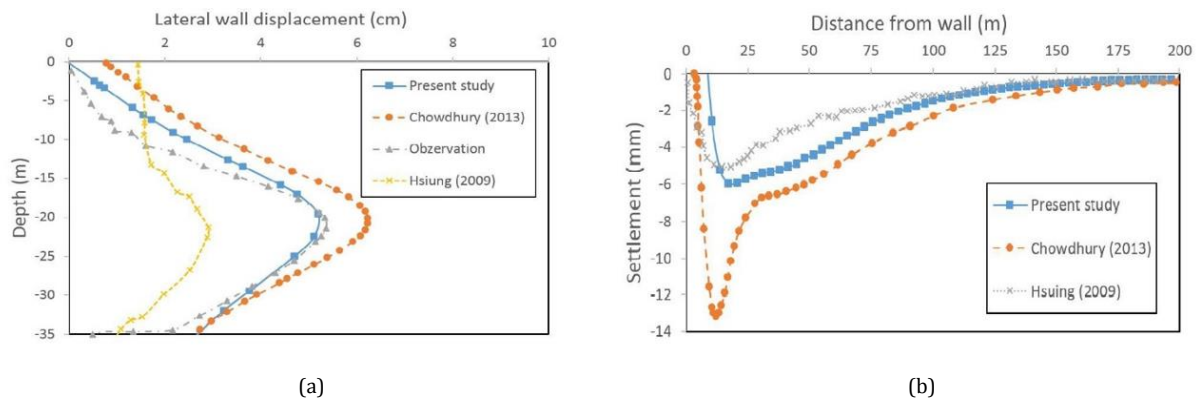 Lateral wall displacement (cm)
0 2 4 6 8 10
0
-5
-10
-15
-20
-25
-30
-35
Depth (m)
Present study
Chowdhury (2013)
Obzervation
Hsiung (2009)
(a)
Distance from wall (m)
0 25 50 75 100 125 150 175 200
0
-2
-4
-6
-8
-10
-12
-14
Settlement (mm)
Present study
Chowdhury (2013)
Hsuing (2009)
(b)